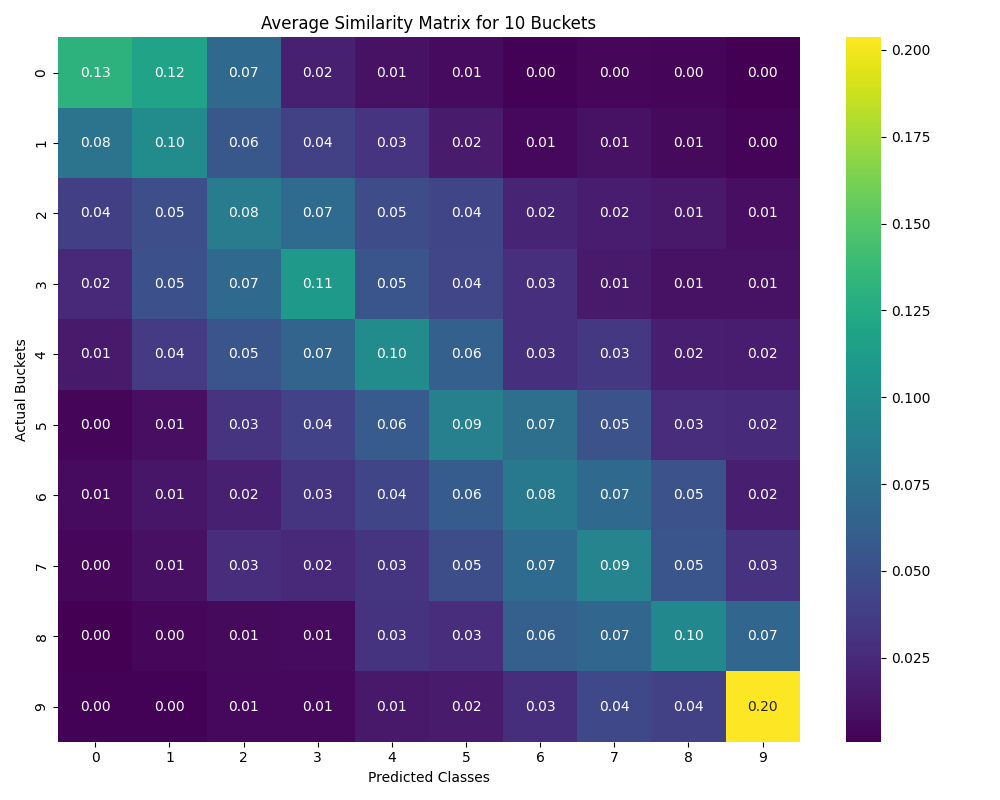 Average Similarity Matrix for 10 Buckets
0 0.13 0.12 0.07 0.02 0.01 0.01 0.00 0.00 0.00 0.00
1 0.08 0.10 0.06 0.04 0.03 0.02 0.01 0.01 0.01 0.00
2 0.04 0.05 0.08 0.07 0.05 0.04 0.02 0.02 0.01 0.01
3 0.02 0.05 0.07 0.11 0.05 0.04 0.03 0.01 0.01 0.01
4 0.01 0.04 0.05 0.07 0.10 0.06 0.03 0.03 0.02 0.02
5 0.00 0.01 0.03 0.04 0.06 0.09 0.07 0.05 0.03 0.02
6 0.01 0.01 0.02 0.03 0.04 0.06 0.08 0.07 0.05 0.02
7 0.00 0.01 0.03 0.02 0.03 0.05 0.07 0.09 0.05 0.03
8 0.00 0.00 0.01 0.01 0.03 0.03 0.06 0.07 0.10 0.07
9 0.00 0.00 0.01 0.01 0.01 0.02 0.03 0.04 0.04 0.20
0 1 2 3 4 5 6 7 8 9
Predicted Classes
Actual Buckets
0.200
0.175
0.150
0.125
0.100
0.075
0.050
0.025